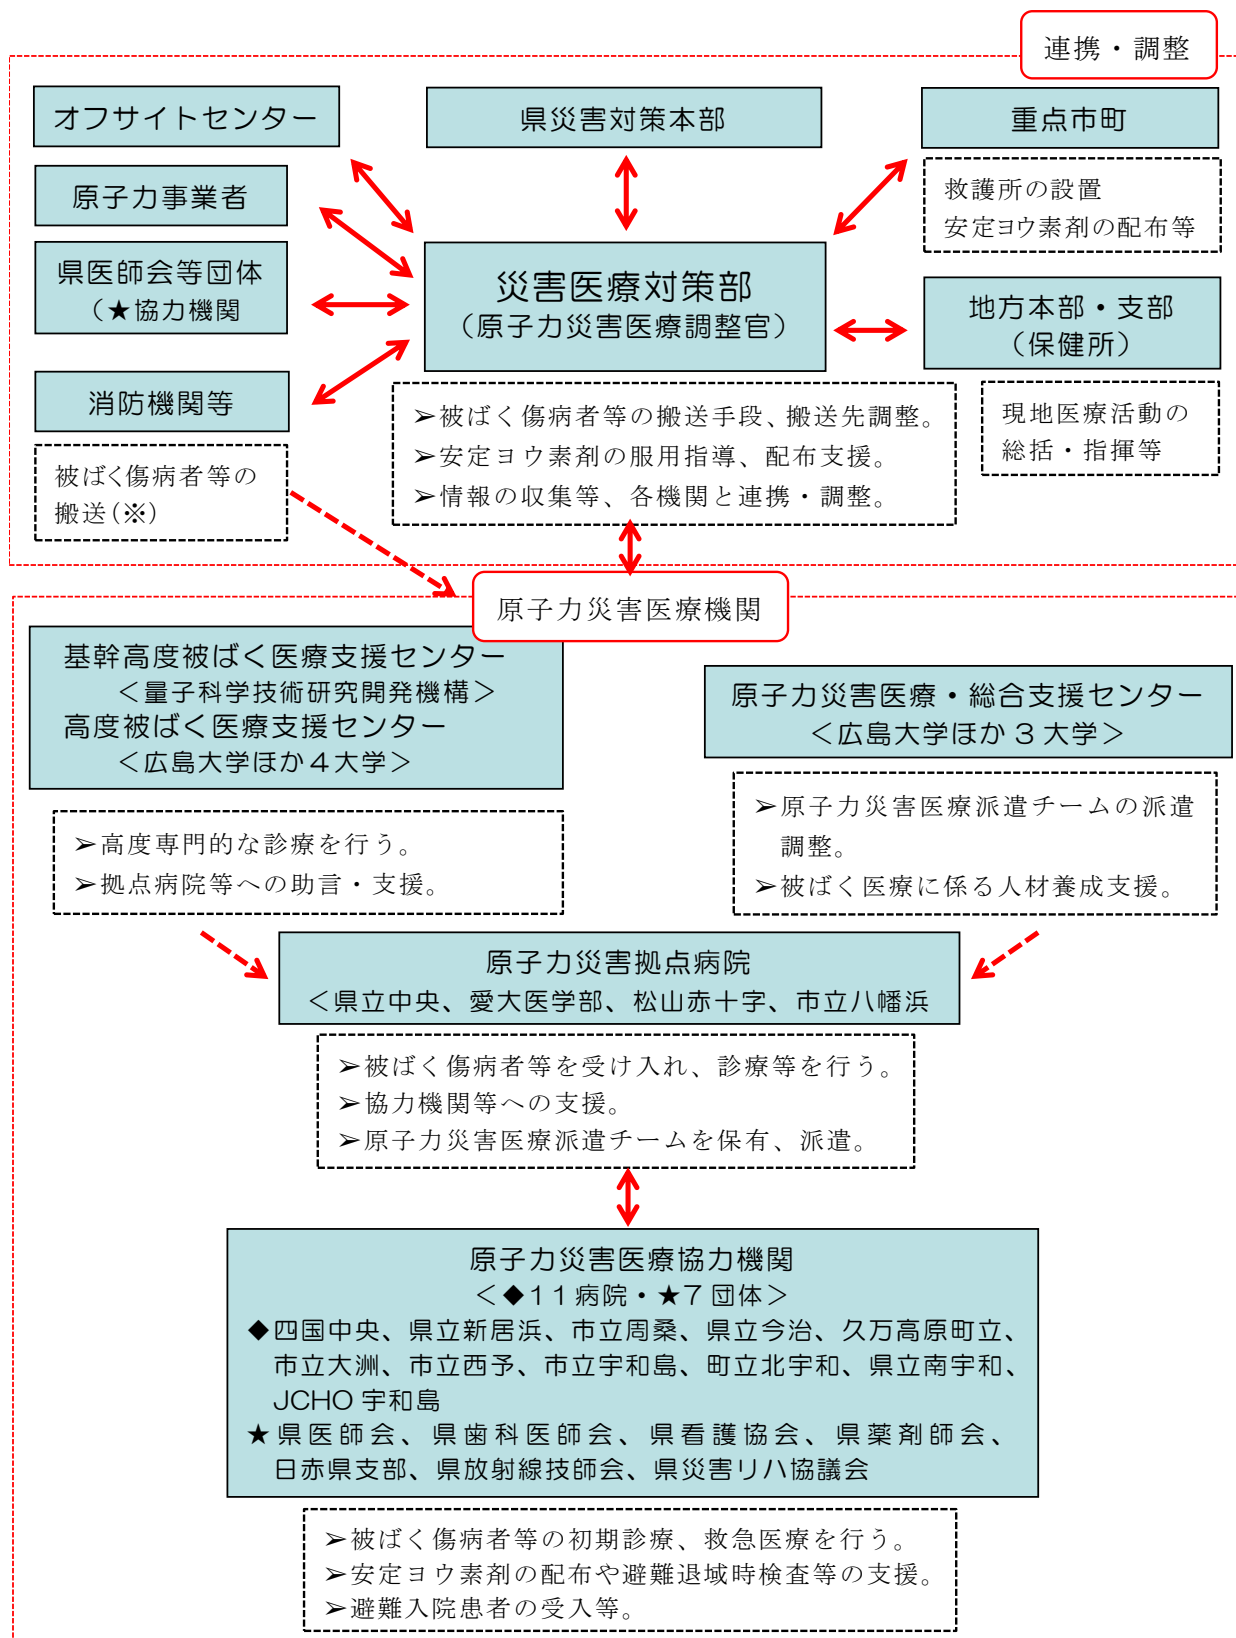 連携・調整
オフサイトセンター
県災害対策本部
重点市町
原子力事業者
救護所の設置
安定ヨウ素剤の配布等
県医師会等団体
（★協力機関
災害医療対策部
（原子力災害医療調整官）
地方本部・支部
（保健所）
消防機関等
被ばく傷病者等の
搬送（※）
➢被ばく傷病者等の搬送手段、搬送先調整。
➢安定ヨウ素剤の服用指導、配布支援。
➢情報の収集等、各機関と連携・調整。
現地医療活動の
総括・指揮等
原子力災害医療機関
基幹高度被ばく医療支援センター
＜量子科学技術研究開発機構＞
高度被ばく医療支援センター
＜広島大学ほか４大学＞
原子力災害医療・総合支援センター
＜広島大学ほか３大学＞
➢高度専門的な診療を行う。
➢拠点病院等への助言・支援。
➢原子力災害医療派遣チームの派遣
調整。
➢被ばく医療に係る人材養成支援。
原子力災害拠点病院
＜県立中央、愛大医学部、松山赤十字、市立八幡浜
➢被ばく傷病者等を受け入れ、診療等を行う。
➢協力機関等への支援。
➢原子力災害医療派遣チームを保有、派遣。
原子力災害医療協力機関
＜◆１１病院・★７団体＞
◆四国中央、県立新居浜、市立周桑、県立今治、久万高原町立、
市立大洲、市立西予、市立宇和島、町立北宇和、県立南宇和、
JCHO 宇和島
★県医師会、県歯科医師会、県看護協会、県薬剤師会、
日赤県支部、県放射線技師会、県災害リハ協議会
➢被ばく傷病者等の初期診療、救急医療を行う。
➢安定ヨウ素剤の配布や避難退域時検査等の支援。
➢避難入院患者の受入等。